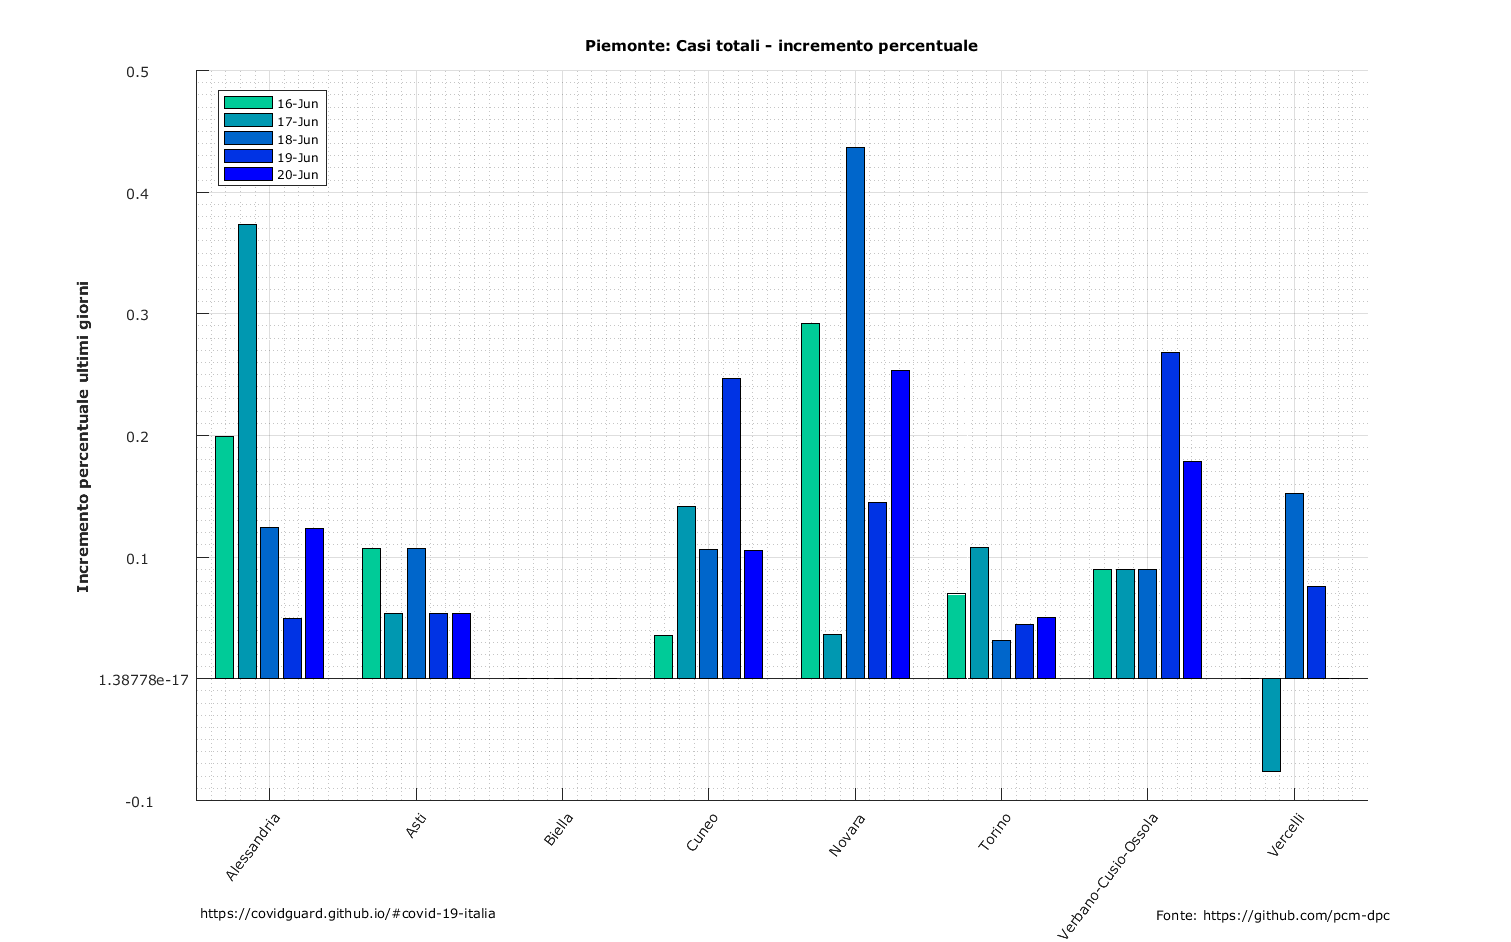 Piemonte: Casi totali - incremento percentuale
0.5
0.4
0.3
0.2
0.1
1.38778e-17
-0.1
Incremento percentuale ultimi giorni
16-Jun
17-Jun
18-Jun
19-Jun
20-Jun
Alessandria
Asti
Biella
Cuneo
Novara
Torino
Verbano-Cusio-Ossola
Vercelli
https://covidguard.github.io/#covid-19-italia
Fonte: https://github.com/pcm-dpc